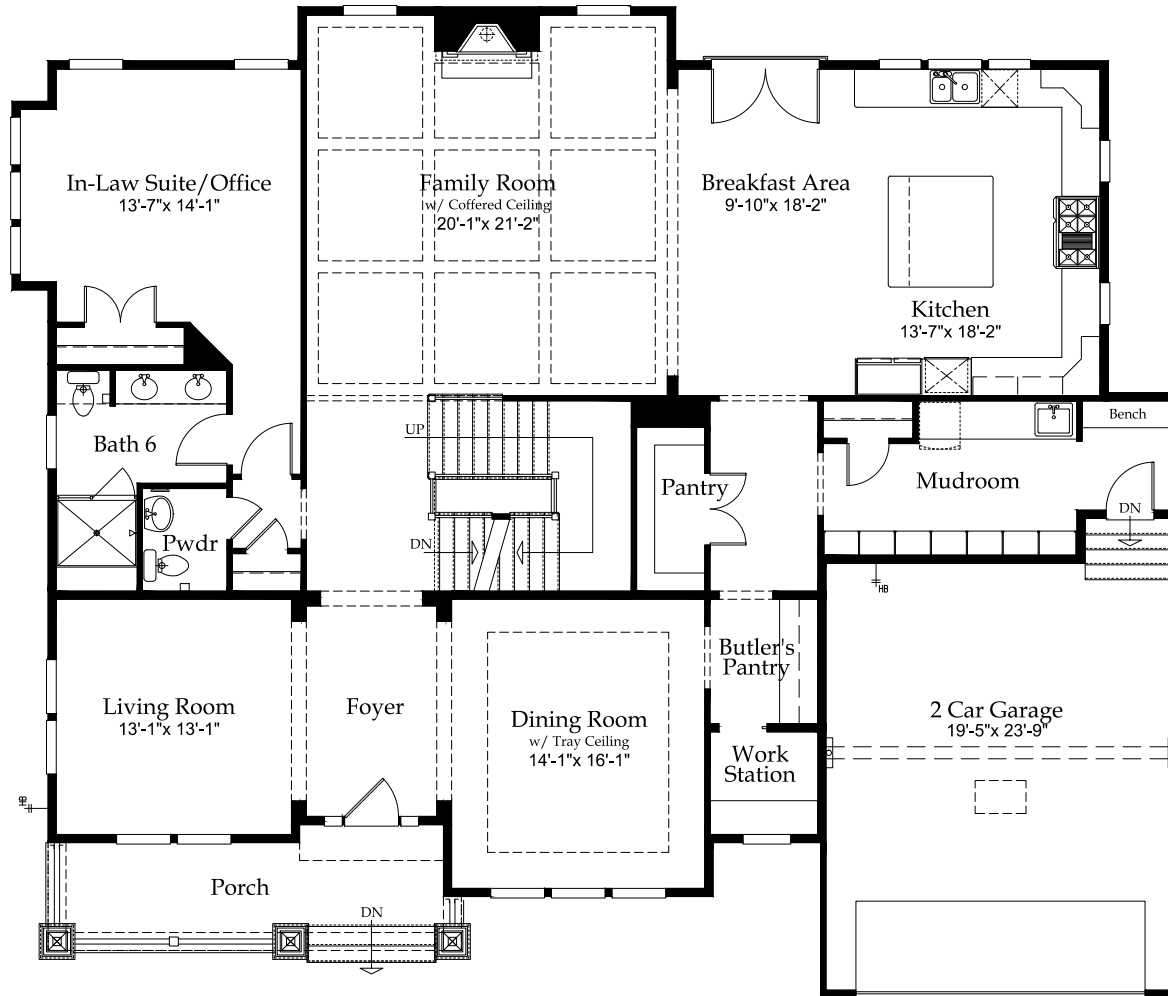 In-Law Suite/Office
13'-7"x 14'-1"
Family Room
w/ Coffered Ceiling
20'-1"x 21'-2"
Breakfast Area
9'-10"x 18'-2"
Kitchen
13'-7"x 18'-2"
Bath 6
UP
DN
Pantry
Mudroom
Bench
DN
Pwdr
HB
Living Room
13'-1"x 13'-1"
Foyer
Dining Room
w/ Tray Ceiling
14'-1"x 16'-1"
Butler's
Pantry
Work
Station
2 Car Garage
19'-5"x 23'-9"
HB
Porch
DN